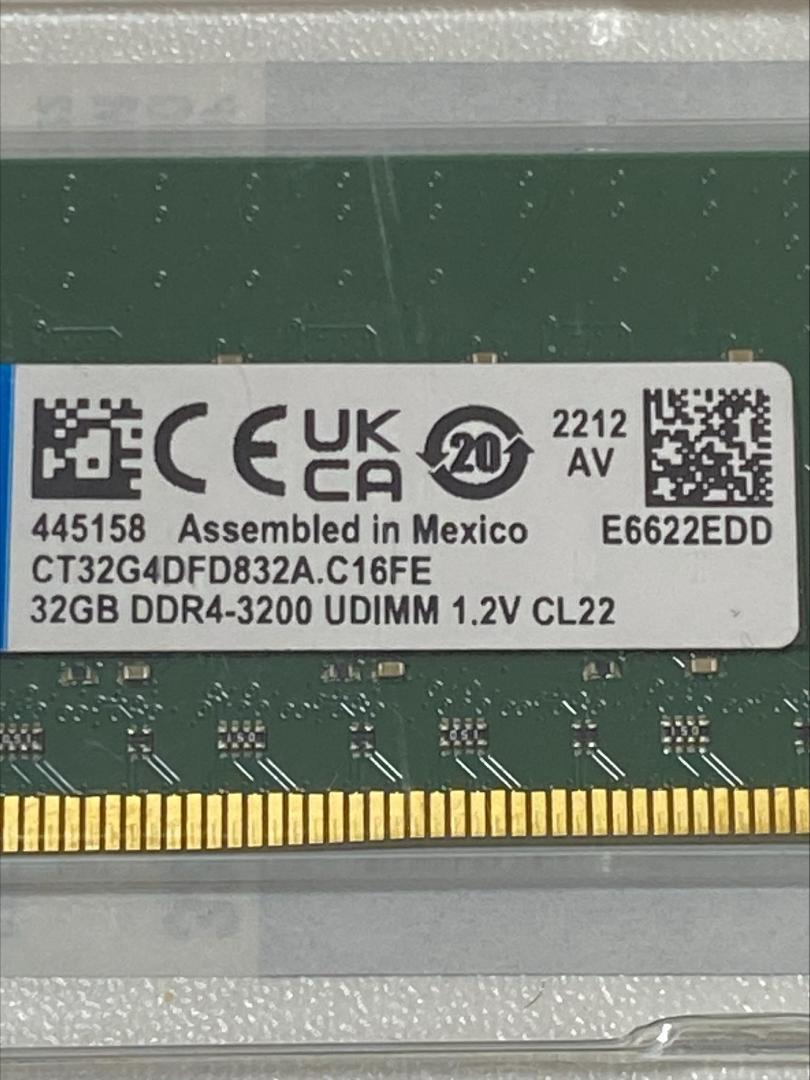 CE UK CA 20 2212 AV
445158 Assembled in Mexico E6622EDD
CT32G4DFD832A.C16FE
32GB DDR4-3200 UDIMM 1.2V CL22